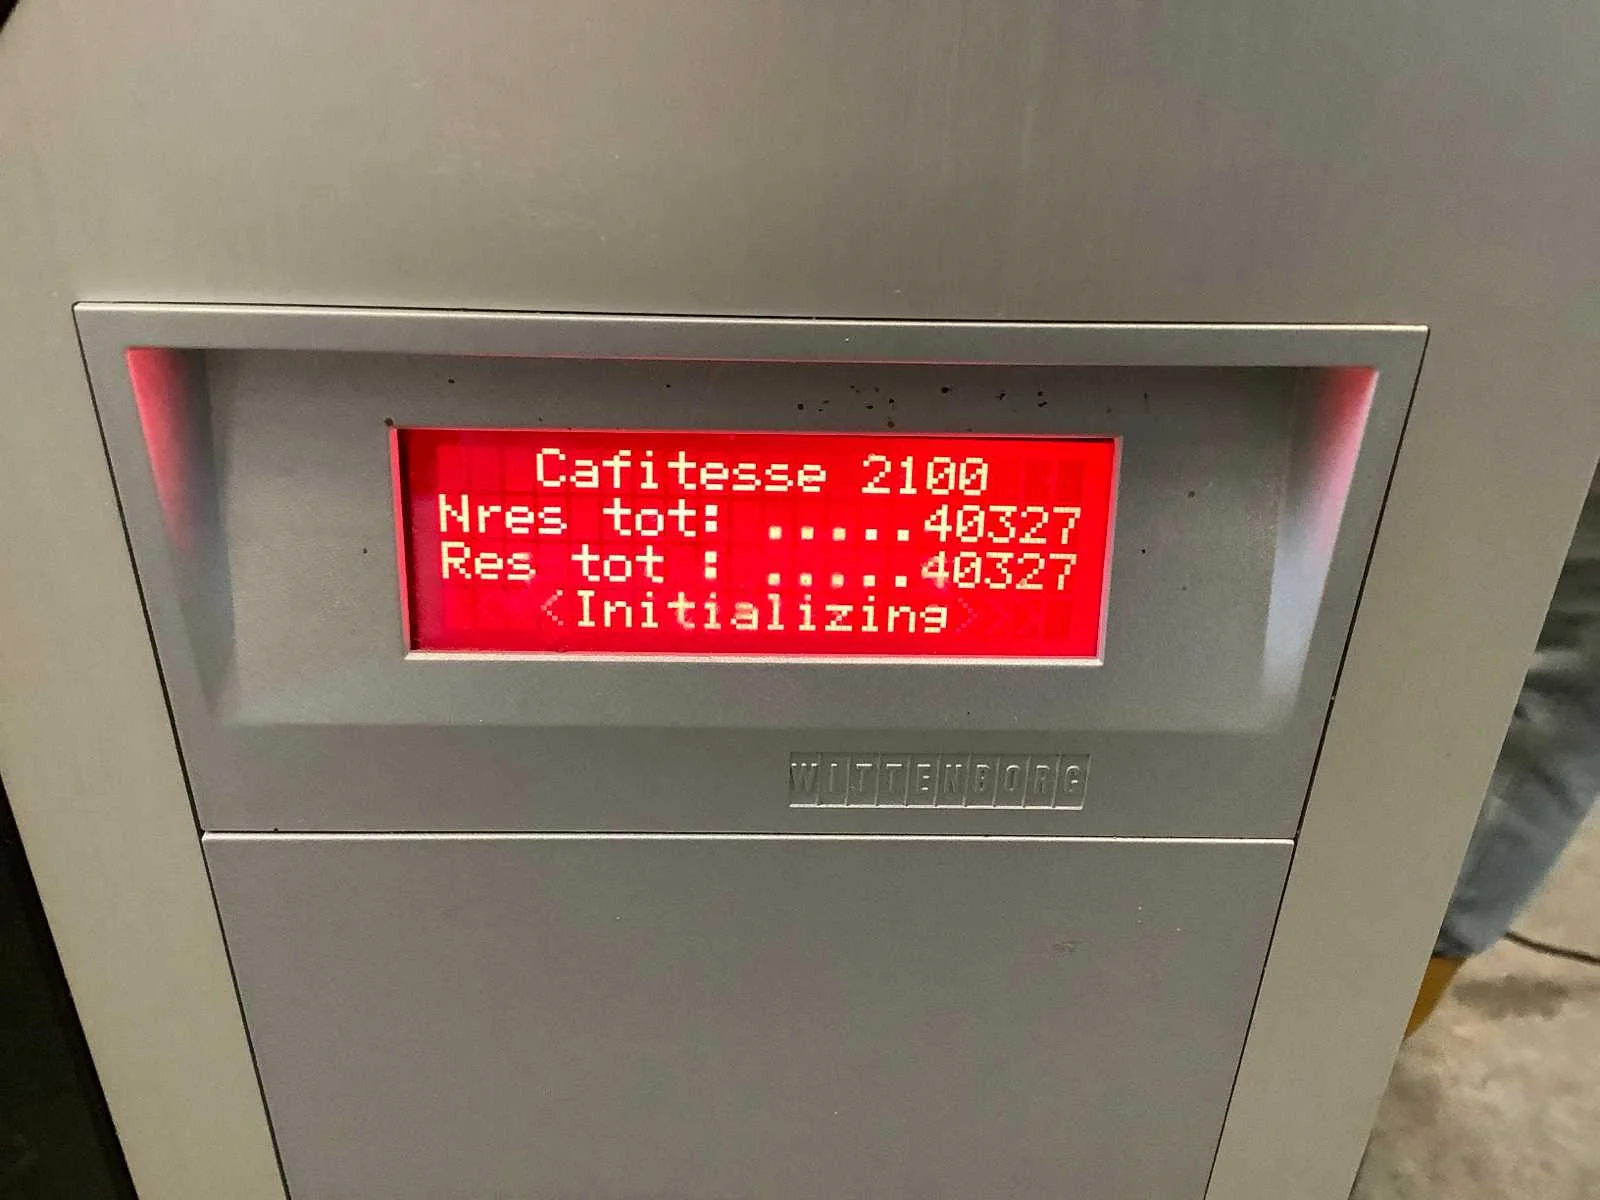 Cafitesse 2100
Nres tot: .....40327
Res tot : .....40327
<Initializing>>>
WITTENBORG